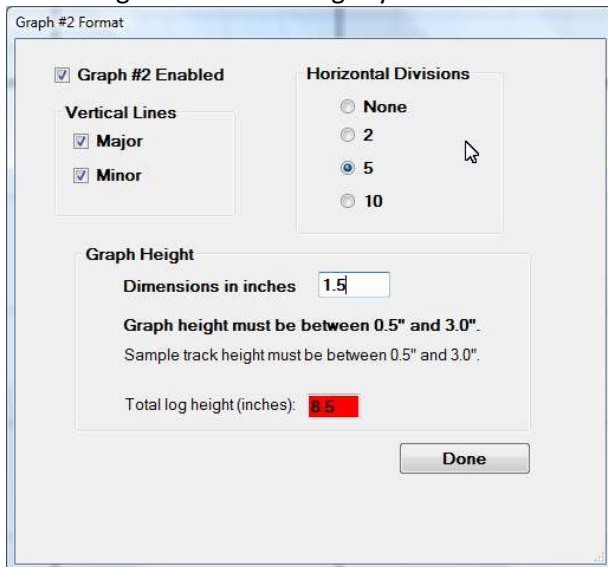 Graph #2 Format
Graph #2 Enabled
Vertical Lines
Major
Minor
Horizontal Divisions
None
2
5
10
Graph Height
Dimensions in inches 1.5
Graph height must be between 0.5" and 3.0".
Sample track height must be between 0.5" and 3.0".
Total log height (inches): 8.5
Done